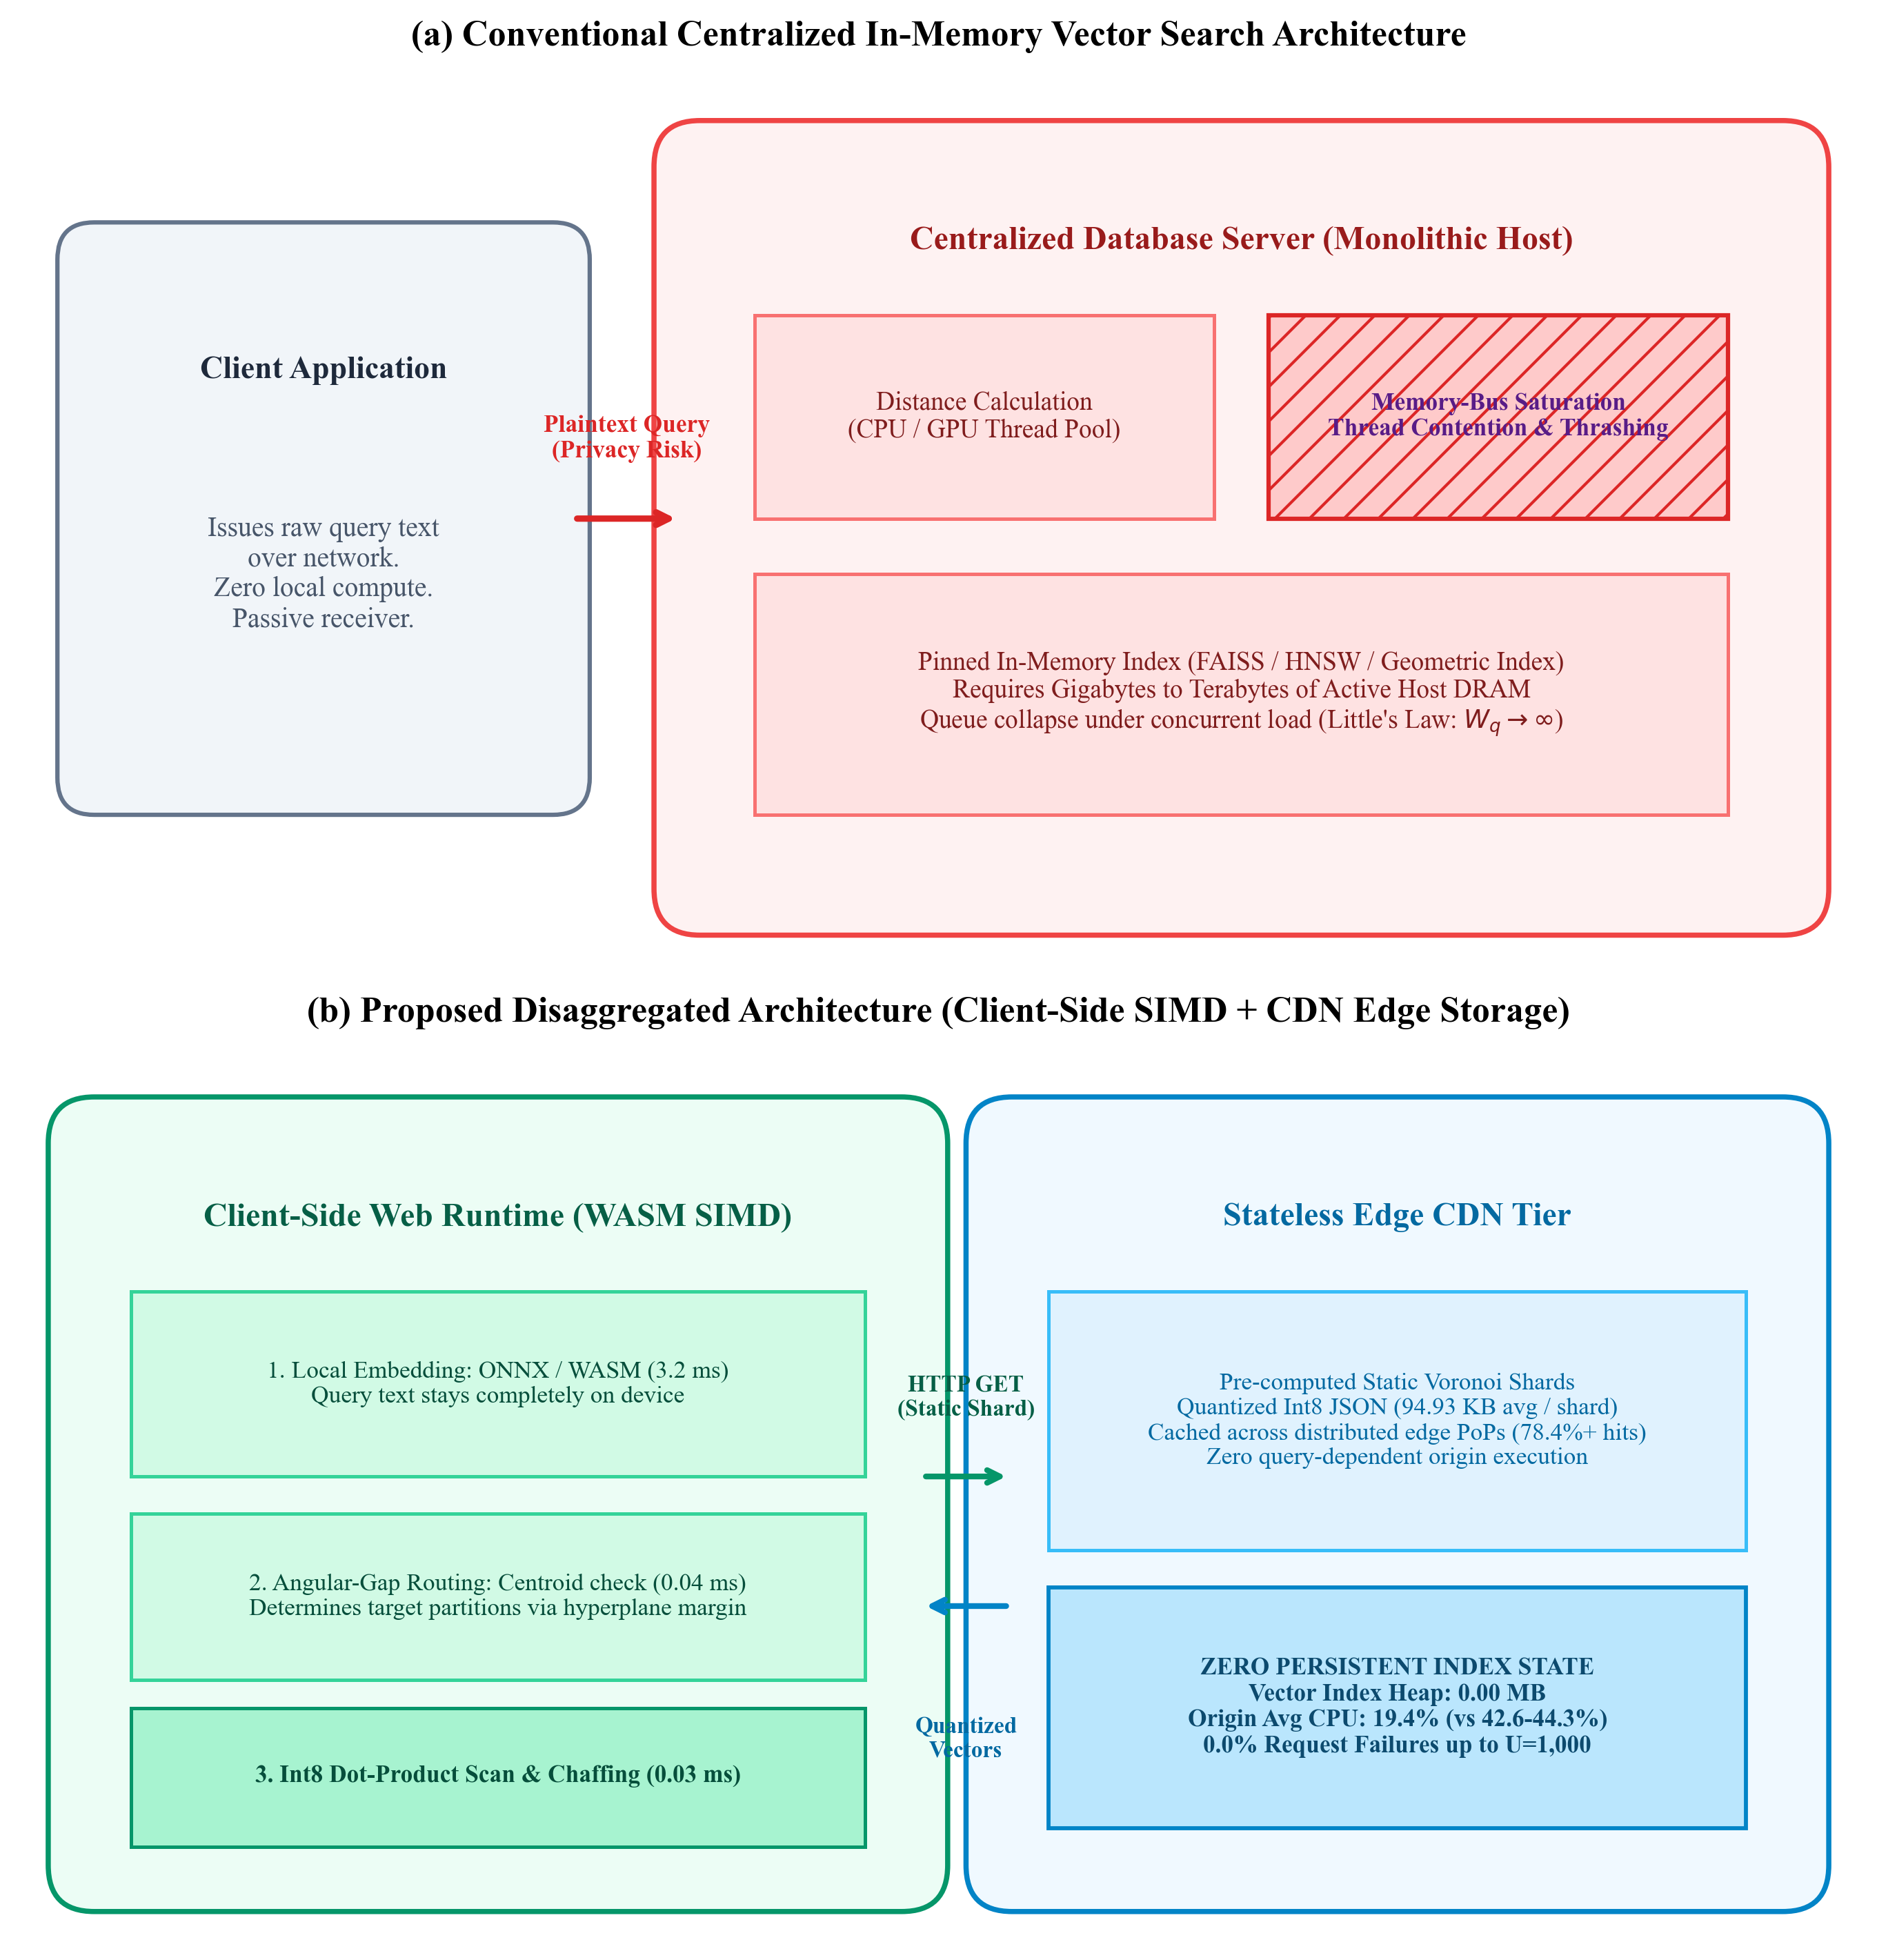 (a) Conventional Centralized In-Memory Vector Search Architecture
Client Application
Issues raw query text
over network.
Zero local compute.
Passive receiver.
Plaintext Query
(Privacy Risk)
Centralized Database Server (Monolithic Host)
Distance Calculation
(CPU / GPU Thread Pool)
Memory-Bus Saturation
Thread Contention & Thrashing
Pinned In-Memory Index (FAISS / HNSW / Geometric Index)
Requires Gigabytes to Terabytes of Active Host DRAM
Queue collapse under concurrent load (Little's Law: W_q → ∞)
(b) Proposed Disaggregated Architecture (Client-Side SIMD + CDN Edge Storage)
Client-Side Web Runtime (WASM SIMD)
1. Local Embedding: ONNX / WASM (3.2 ms)
Query text stays completely on device
2. Angular-Gap Routing: Centroid check (0.04 ms)
Determines target partitions via hyperplane margin
3. Int8 Dot-Product Scan & Chaffing (0.03 ms)
HTTP GET
(Static Shard)
Quantized
Vectors
Stateless Edge CDN Tier
Pre-computed Static Voronoi Shards
Quantized Int8 JSON (94.93 KB avg / shard)
Cached across distributed edge PoPs (78.4%+ hits)
Zero query-dependent origin execution
ZERO PERSISTENT INDEX STATE
Vector Index Heap: 0.00 MB
Origin Avg CPU: 19.4% (vs 42.6-44.3%)
0.0% Request Failures up to U=1,000